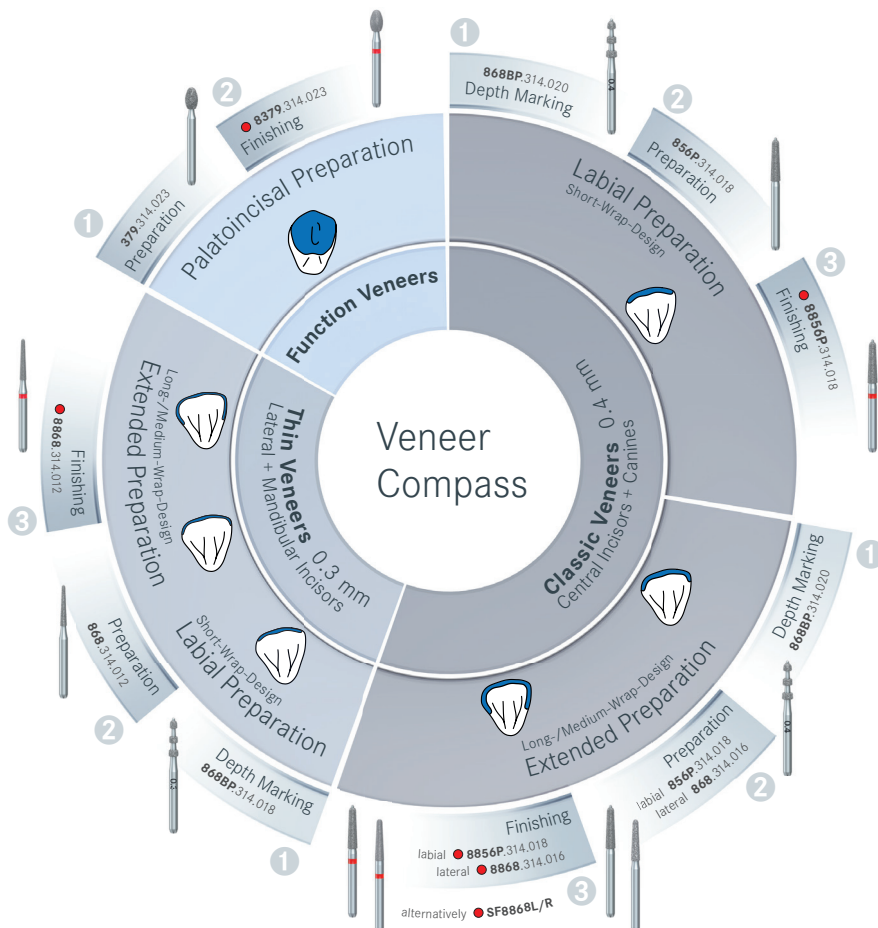 Veneer
Compass
Classic Veneers 0.4 mm
Central Incisors + Canines
Labial Preparation
Short-Wrap-Design
1
868BP.314.020
Depth Marking
0.4
2
856P.314.018
Preparation
3
8856P.314.018
Finishing
Long-/Medium-Wrap-Design
Extended Preparation
1
Depth Marking
868BP.314.020
0.4
2
Preparation
labial 856P.314.018
lateral 868.314.016
3
Finishing
labial 8856P.314.018
lateral 8868.314.016
alternatively SF8868L/R
Thin Veneers 0.3 mm
Lateral + Mandibular Incisors
Short-Wrap-Design
Labial Preparation
Long-/Medium-Wrap-Design
Extended Preparation
1
Depth Marking
868BP.314.018
0.3
2
Preparation
868.314.012
3
Finishing
8868.314.012
Function Veneers
Palatoincisal Preparation
1
379.314.023
Preparation
2
8379.314.023
Finishing